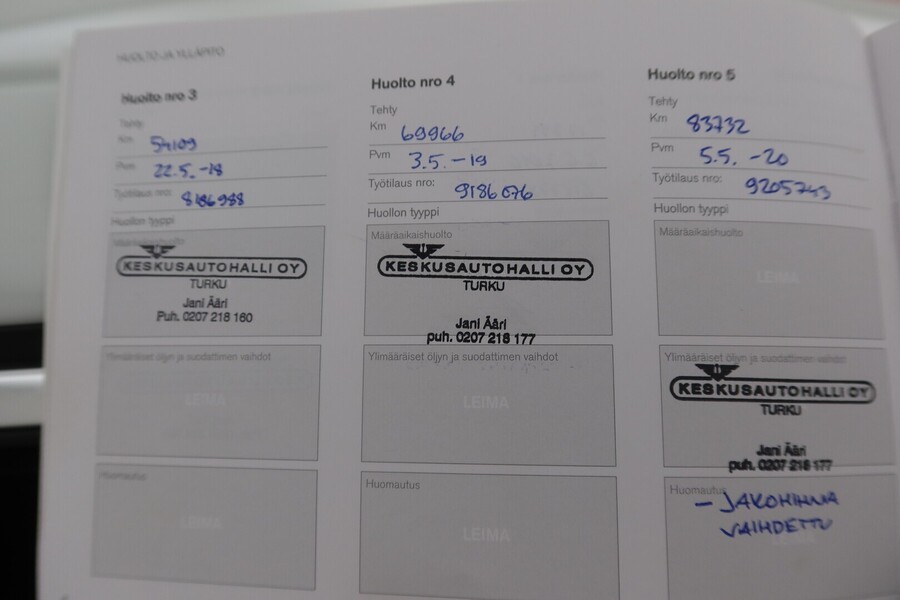 HUOLTO JA YLLÄPITO
Huolto nro 3
Tehty
Km 54109
Pvm 22.5.-18
Työtilaus nro: 8186988
Huollon tyyppi
Määräaikaishuolto
KESKUSAUTOHALLI OY
TURKU
Jani Ääri
Puh. 0207 218 160
Ylimääräiset öljyn ja suodattimen vaihdot
LEIMA
Huomautus
LEIMA
Huolto nro 4
Tehty
Km 69966
Pvm 3.5.-19
Työtilaus nro: 9186076
Huollon tyyppi
Määräaikaishuolto
KESKUSAUTOHALLI OY
TURKU
Jani Ääri
puh. 0207 218 177
Ylimääräiset öljyn ja suodattimen vaihdot
LEIMA
Huomautus
LEIMA
Huolto nro 5
Tehty
Km 83732
Pvm 5.5.-20
Työtilaus nro: 9205743
Huollon tyyppi
Määräaikaishuolto
LEIMA
Ylimääräiset öljyn ja suodattimen vaihdot
KESKUSAUTOHALLI OY
TURKU
Jani Ääri
puh. 0207 218 177
Huomautus
- JAKOHIHNA
VAIHDETTU
LEIMA